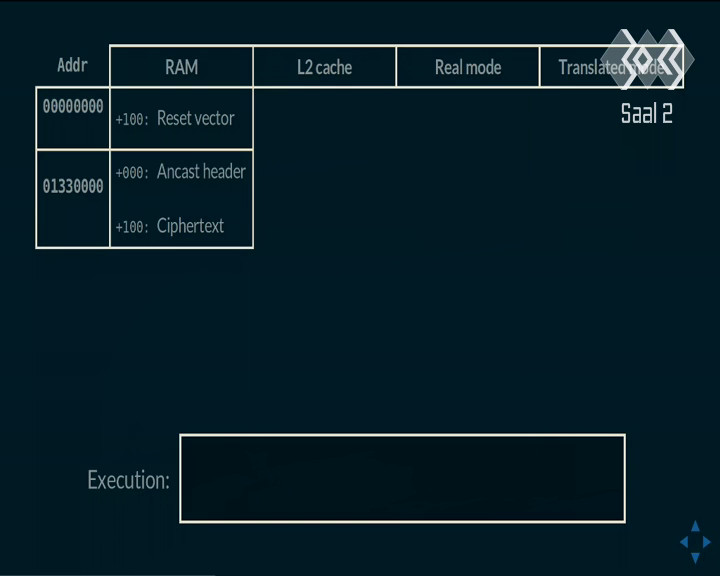 Addr RAM L2 cache Real mode Translated mode
00000000 +100: Reset vector
01330000 +000: Ancast header
+100: Ciphertext
Saal 2
Execution: